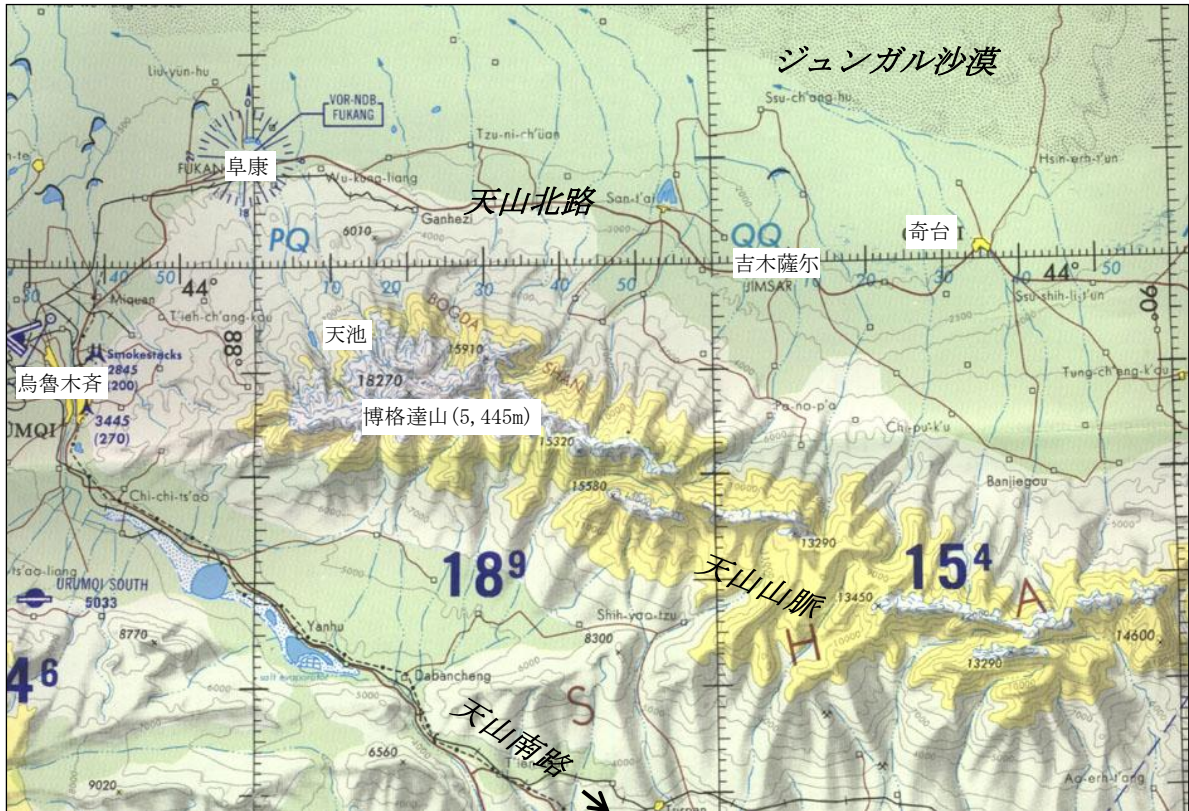 ジュンガル沙漠
Liu-yün-hu
VOR-NDB
FUKANG
Ssu-ch'ang-hu
Tzu-ni-ch'üan
Hsin-erh-t'un
FUKAN
阜康
Wu-kung-liang
天山北路
San-t'ai
Ganhezi
6010
PQ
QQ
奇台
吉木薩尔
JIMSAR
30
40
50
44°
10
20
30
40
50
20
30
40
44°
50
90°
Miquan
T'ieh-ch'ang-kou
88°
Ssu-shih-li-t'un
BOGDA
SHAN
天池
15910
18270
Smokestacks
2845
(200)
烏魯木斉
3445
(270)
UMQI
博格達山(5,445m)
15320
Tung-ch'eng-k'ou
Pa-no-p'a
Chi-pu-k'u
Banjiegou
15580
Chi-chi-ts'ao
13290
18⁹
15⁴
天山山脈
13450
A
URUMQI SOUTH
5033
Yanhu
Shih-yao-tzu
8300
8770
H
14600
13290
4⁶
salt evaporator
Dabancheng
S
天山南路
6560
9020
Ao-erh-t'ang